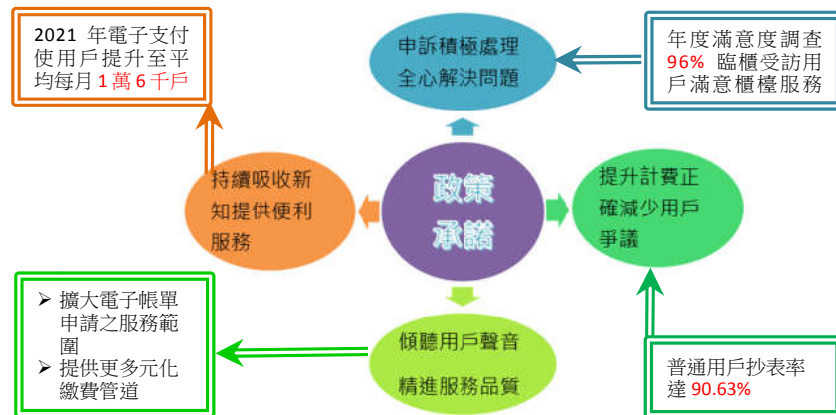 2021 年電子支付
使用戶提升至平
均每月 1 萬 6 千戶
申訴積極處理
全心解決問題
年度滿意度調查
96% 臨櫃受訪用
戶滿意櫃檯服務
持續吸收新
知提供便利
服務
政策
承諾
提升計費正
確減少用戶
爭議
➢ 擴大電子帳單
申請之服務範
圍
➢ 提供更多元化
繳費管道
傾聽用戶聲音
精進服務品質
普通用戶抄表率
達 90.63%